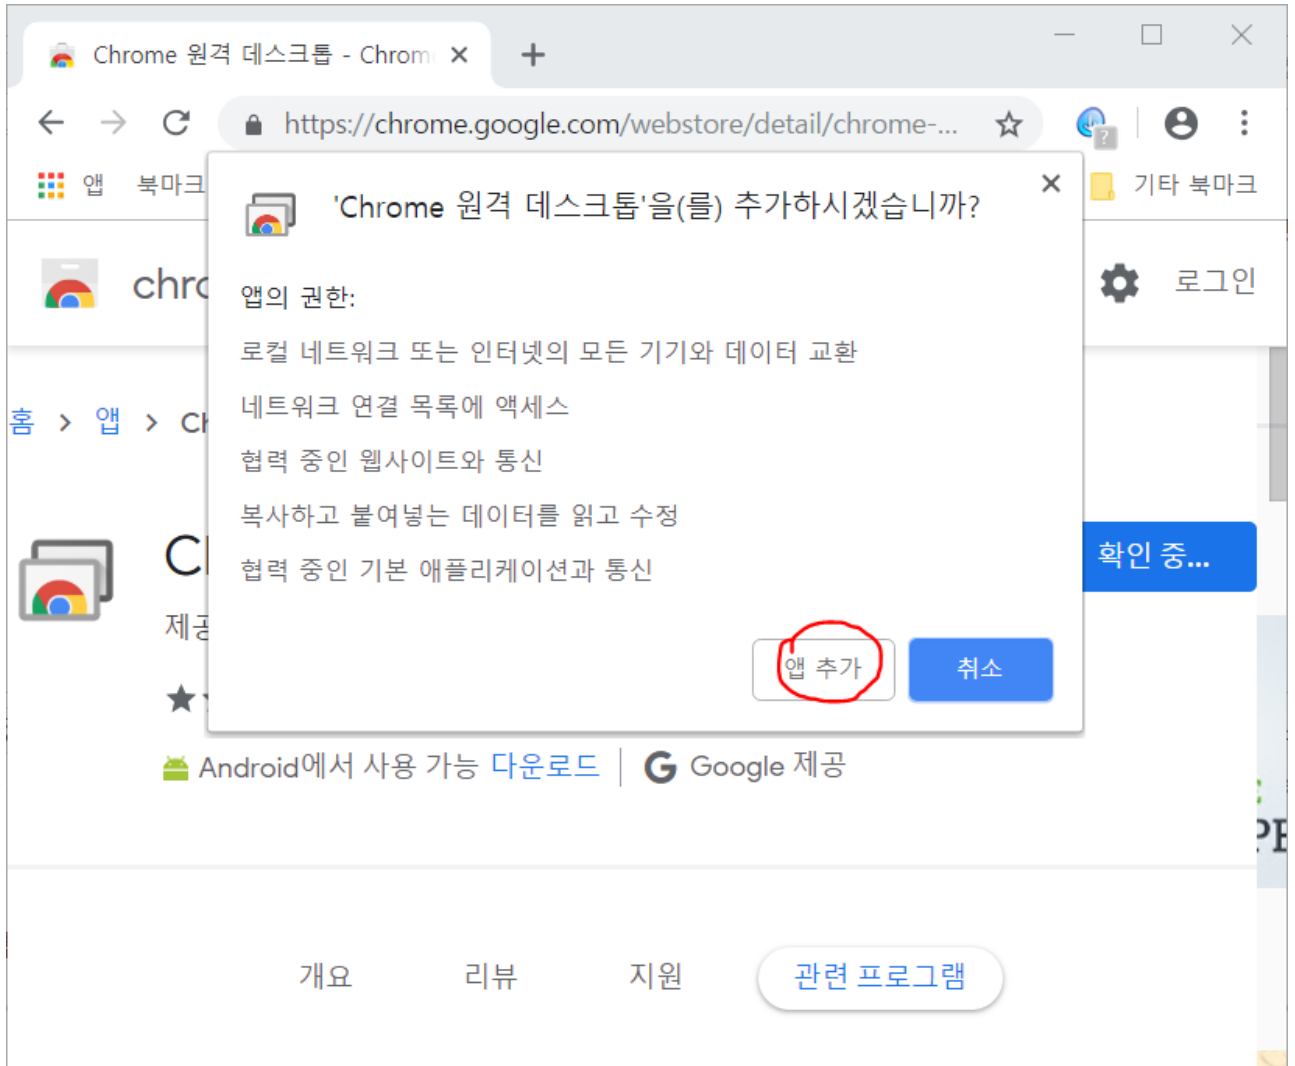 Chrome 원격 데스크톱 - Chrom
https://chrome.google.com/webstore/detail/chrome-...
앱 북마크 기타 북마크
'Chrome 원격 데스크톱'을(를) 추가하시겠습니까?
chro 로그인
앱의 권한:
로컬 네트워크 또는 인터넷의 모든 기기와 데이터 교환
네트워크 연결 목록에 액세스
홈 > 앱 > Ch
협력 중인 웹사이트와 통신
복사하고 붙여넣는 데이터를 읽고 수정
확인 중...
협력 중인 기본 애플리케이션과 통신
제공
앱 추가 취소
Android에서 사용 가능 다운로드 Google 제공
개요 리뷰 지원 관련 프로그램